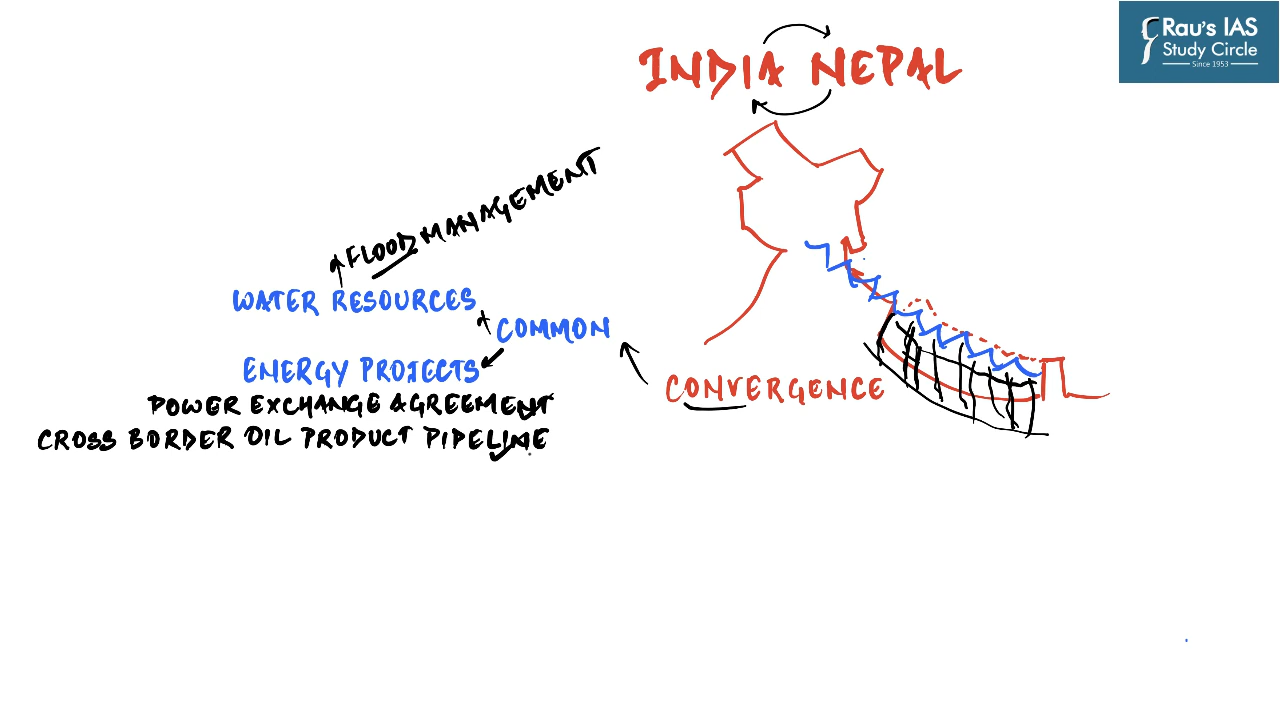 Rau's IAS
Study Circle
Since 1953
INDIA NEPAL
FLOOD MANAGEMENT
WATER RESOURCES
COMMON
ENERGY PROJECTS
CONVERGENCE
POWER EXCHANGE AGREEMENT
CROSS BORDER OIL PRODUCT PIPELINE